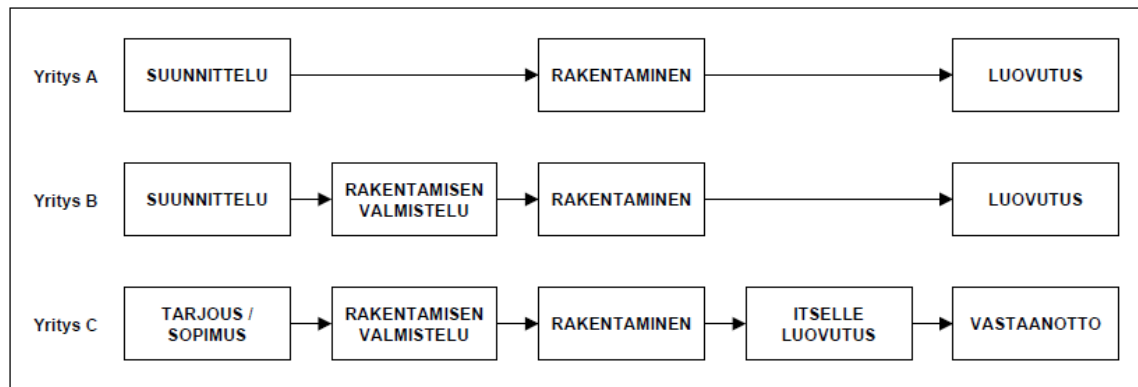 Yritys A
SUUNNITTELU
RAKENTAMINEN
LUOVUTUS
Yritys B
SUUNNITTELU
RAKENTAMISEN
VALMISTELU
RAKENTAMINEN
LUOVUTUS
Yritys C
TARJOUS /
SOPIMUS
RAKENTAMISEN
VALMISTELU
RAKENTAMINEN
ITSELLE
LUOVUTUS
VASTAANOTTO